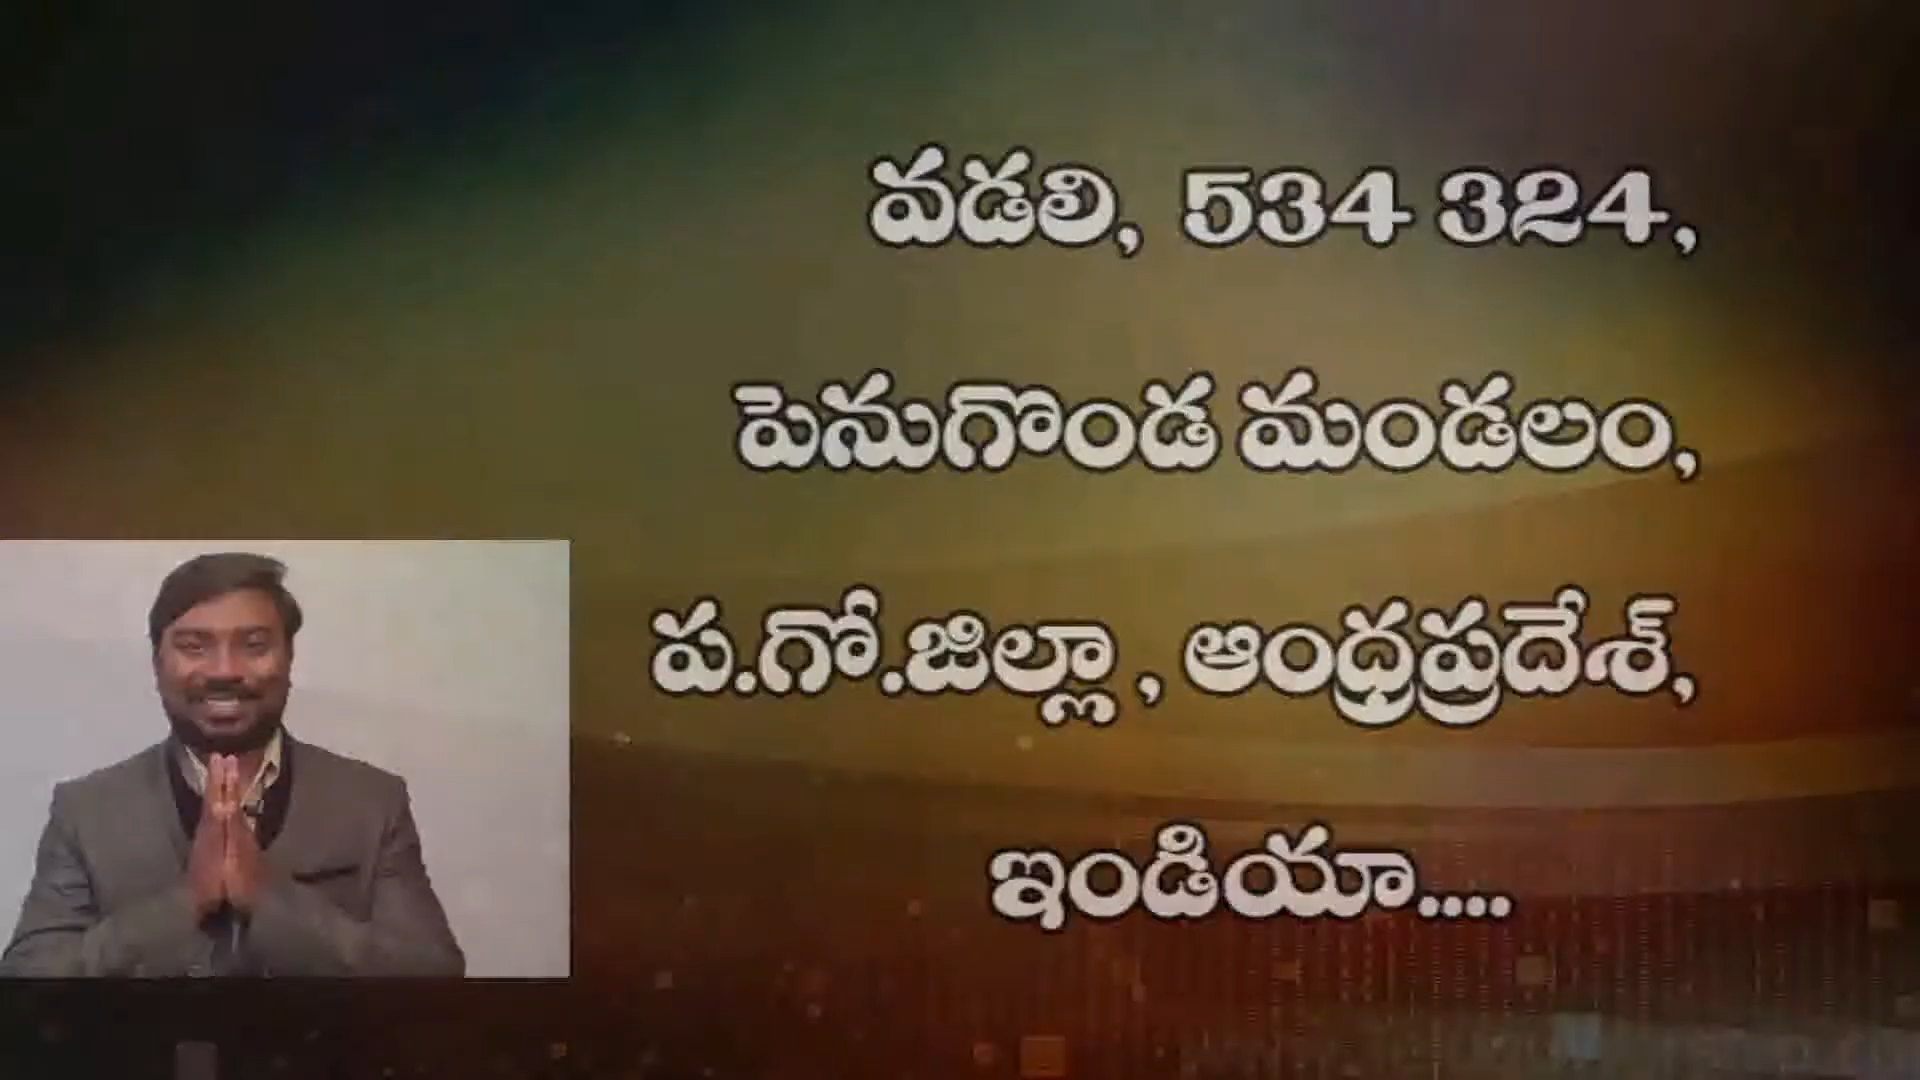 వడలి, 534 324,
పెనుగొండ మండలం,
ప.గో.జిల్లా, ఆంధ్రప్రదేశ్,
ఇండియా....